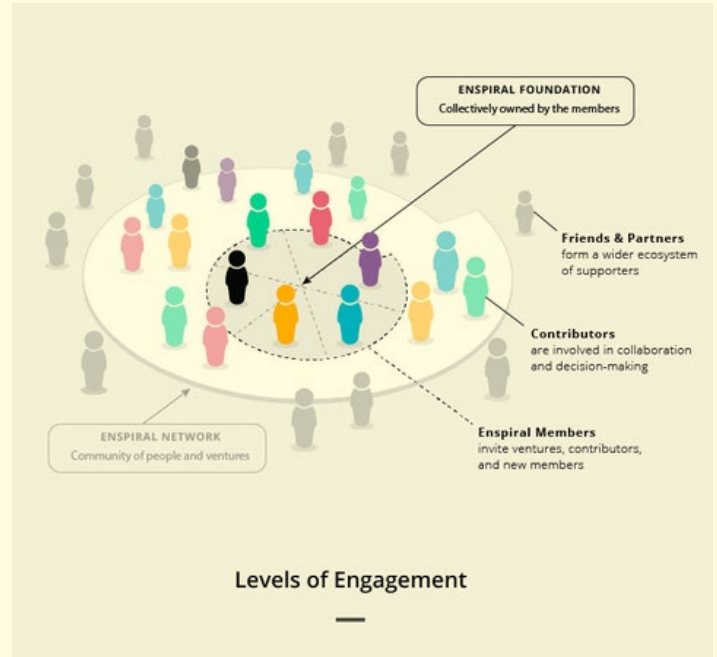 ENSPIRAL FOUNDATION
Collectively owned by the members
Friends & Partners
form a wider ecosystem
of supporters
Contributors
are involved in collaboration
and decision-making
Enspiral Members
invite ventures, contributors,
and new members
ENSPIRAL NETWORK
Community of people and ventures
Levels of Engagement